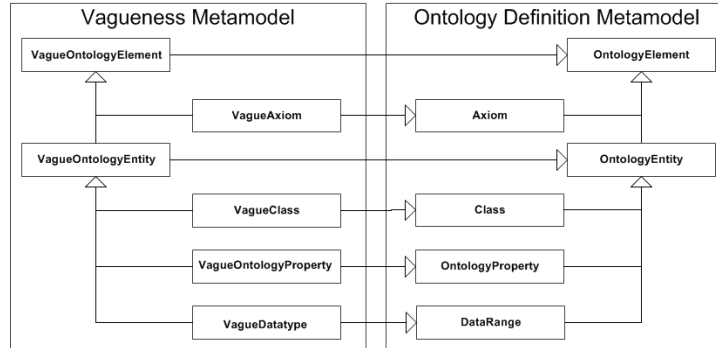 Vagueness Metamodel
Ontology Definition Metamodel
VagueOntologyElement
OntologyElement
VagueAxiom
Axiom
VagueOntologyEntity
OntologyEntity
VagueClass
Class
VagueOntologyProperty
OntologyProperty
VagueDatatype
DataRange